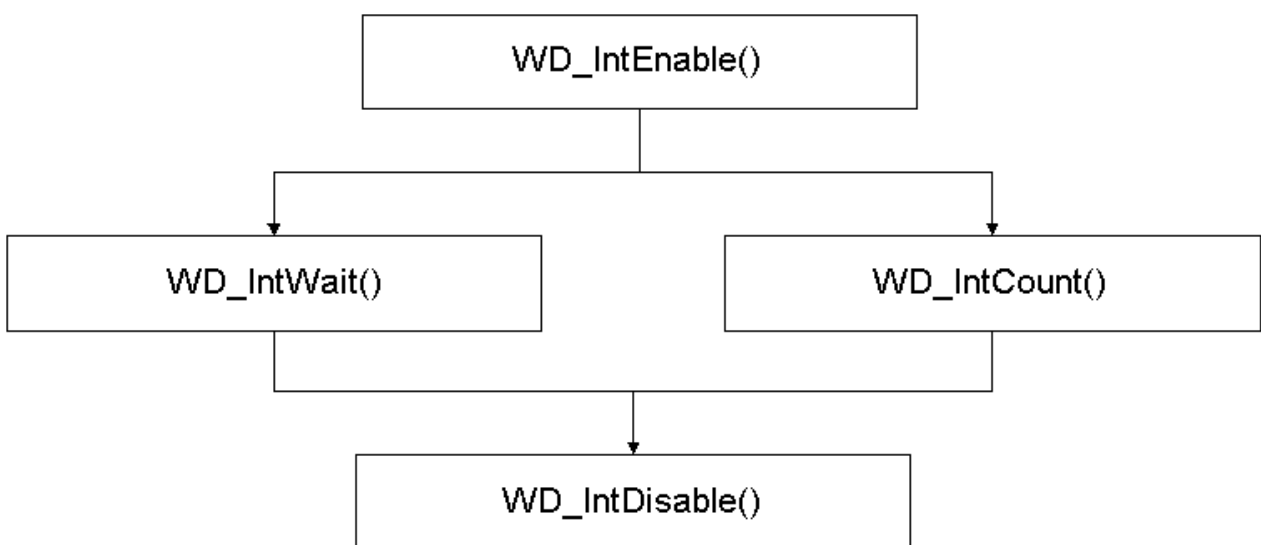 WD_IntEnable()
WD_IntWait()
WD_IntCount()
WD_IntDisable()